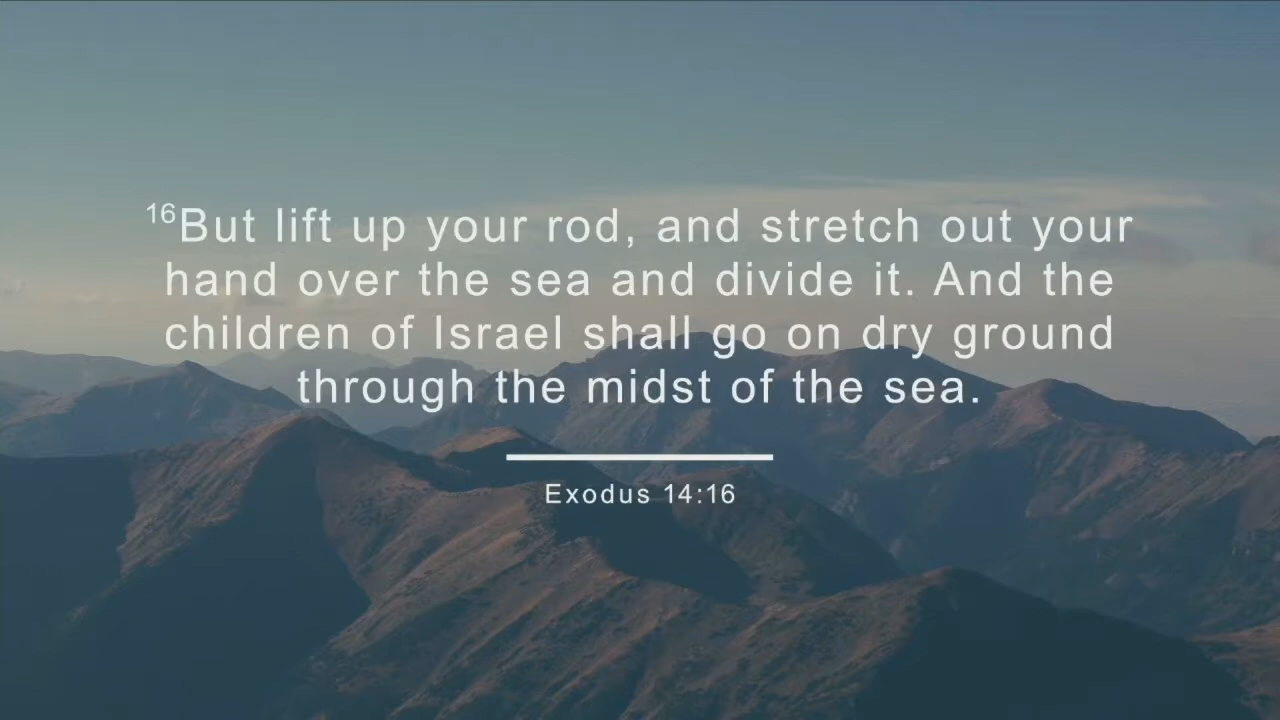 16But lift up your rod, and stretch out your
hand over the sea and divide it. And the
children of Israel shall go on dry ground
through the midst of the sea.
Exodus 14:16